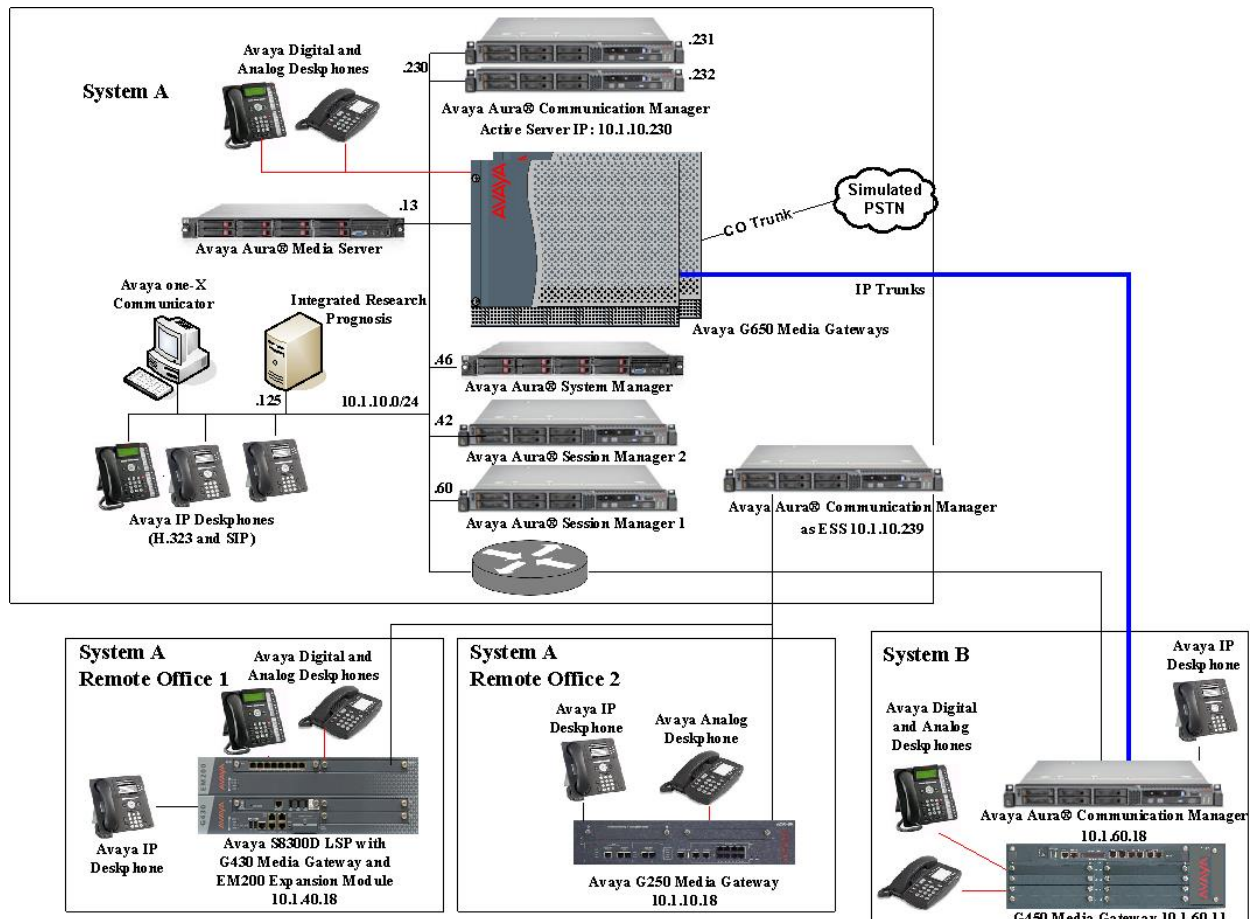 System A
Avaya Digital and
Analog Deskphones
.230
.231
.232
Avaya Aura® Communication Manager
Active Server IP: 10.1.10.230
AVAYA
Simulated
PSTN
CO Trunk
.13
Avaya Aura® Media Server
IP Trunks
Avaya G650 Media Gateways
Avaya one-X
Communicator
Integrated Research
Prognosis
.125
10.1.10.0/24
.46
Avaya Aura® System Manager
.42
Avaya Aura® Session Manager 2
.60
Avaya Aura® Session Manager 1
Avaya IP Deskphones
(H.323 and SIP)
Avaya Aura® Communication Manager
as ESS 10.1.10.239
System A
Remote Office 1
Avaya Digital and
Analog Deskphones
EM200
AVAYA
G430
AVAYA
Avaya IP
Deskphone
Avaya S8300D LSP with
G430 Media Gateway and
EM200 Expansion Module
10.1.40.18
System A
Remote Office 2
Avaya IP
Deskphone
Avaya Analog
Deskphone
Avaya G250 Media Gateway
10.1.10.18
System B
Avaya IP
Deskphone
Avaya Digital
and Analog
Deskphones
Avaya Aura® Communication Manager
10.1.60.18
G450 Media Gateway 10.1.60.11